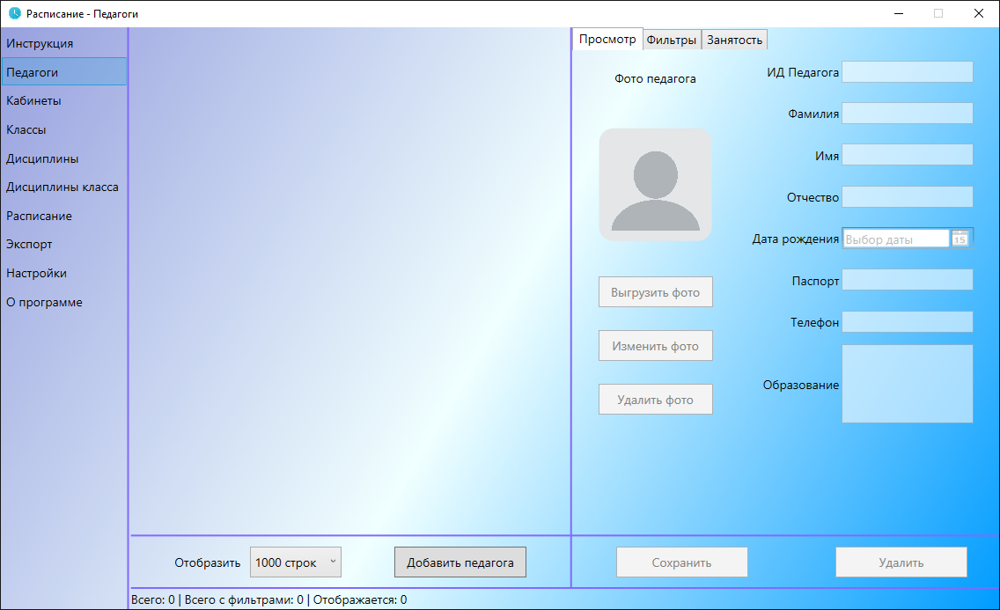 Расписание - Педагоги
Инструкция
Педагоги
Кабинеты
Классы
Дисциплины
Дисциплины класса
Расписание
Экспорт
Настройки
О программе
Просмотр
Фильтры
Занятость
Фото педагога
Выгрузить фото
Изменить фото
Удалить фото
ИД Педагога
Фамилия
Имя
Отчество
Дата рождения
Выбор даты
15
Паспорт
Телефон
Образование
Отобразить
1000 строк
Добавить педагога
Сохранить
Удалить
Всего: 0 | Всего с фильтрами: 0 | Отображается: 0